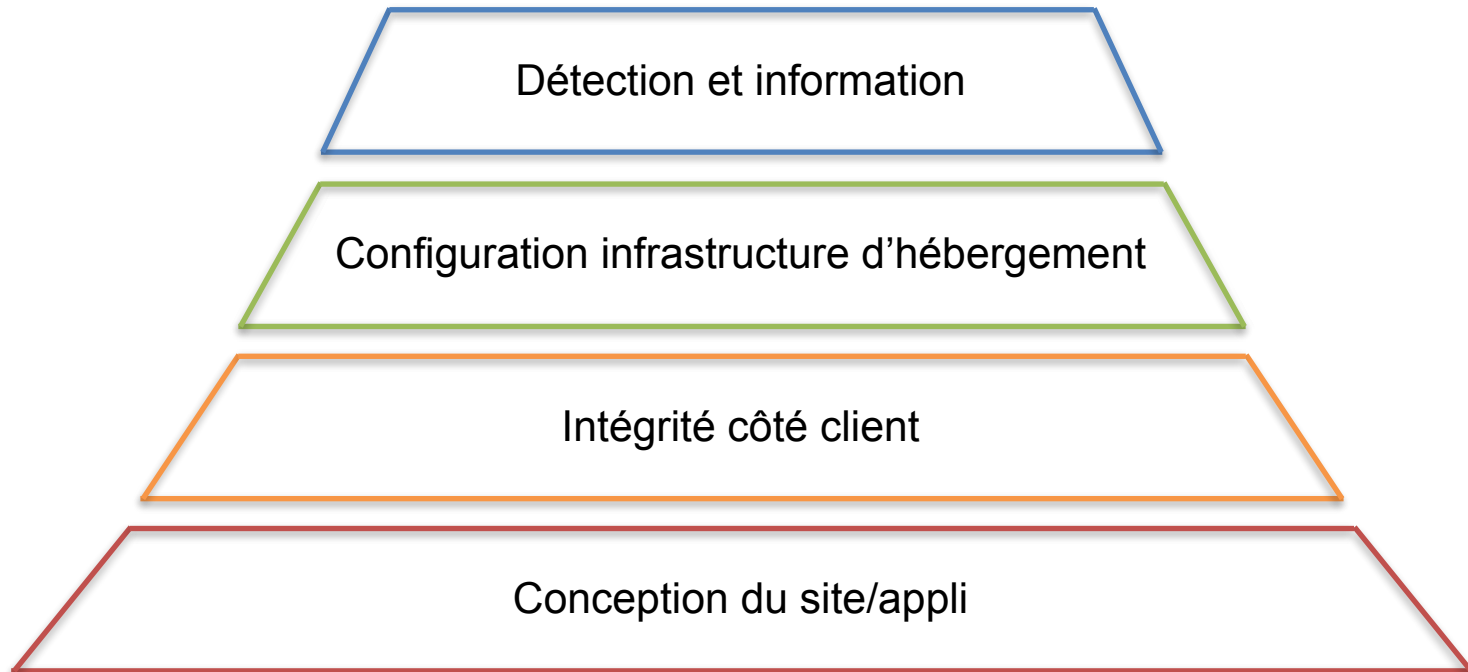 Détection et information
Configuration infrastructure d’hébergement
Intégrité côté client
Conception du site/appli